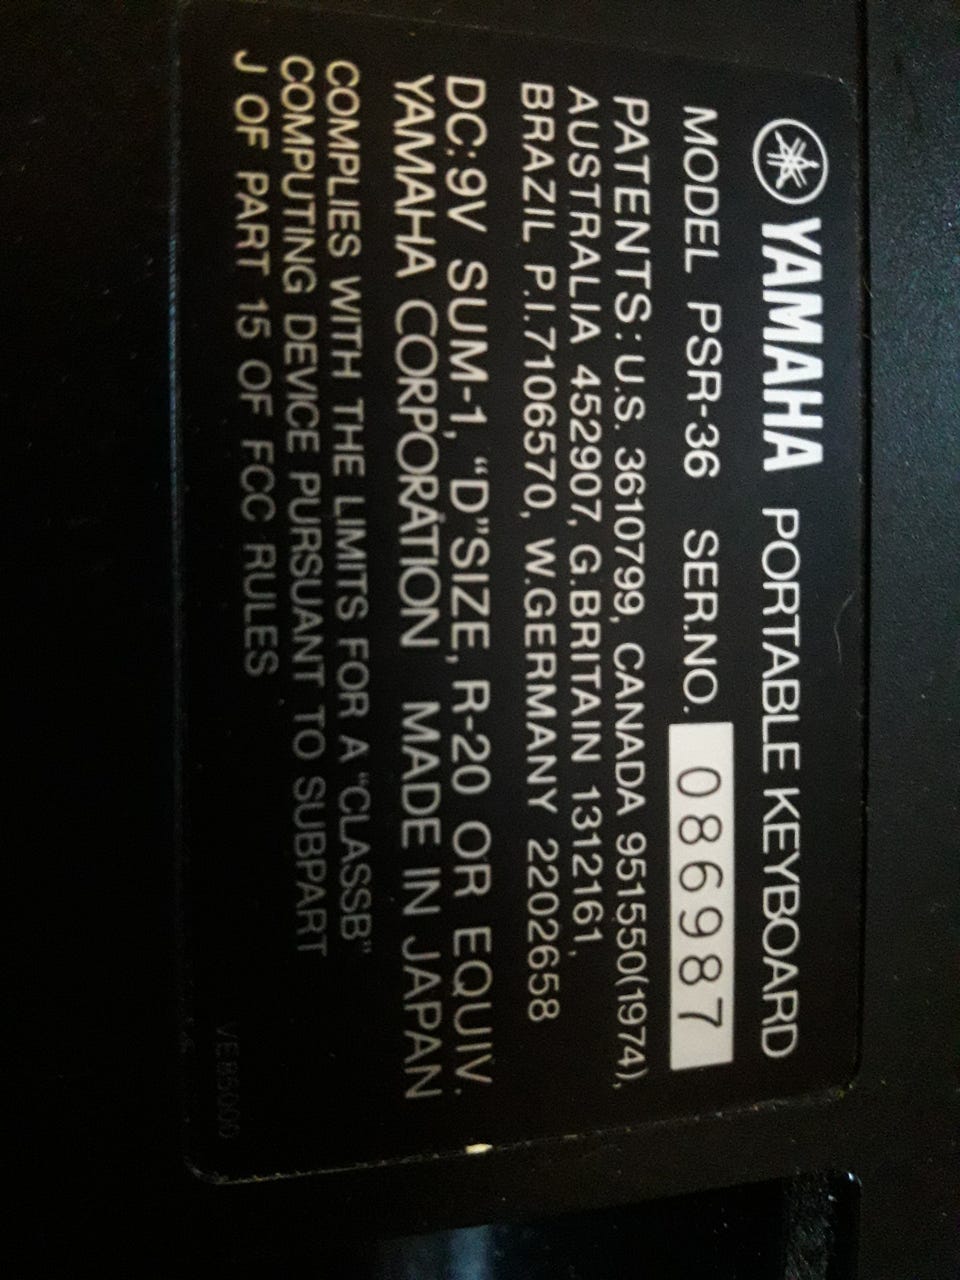 YAMAHA PORTABLE KEYBOARD
MODEL PSR-36 SER.NO. 086987
PATENTS: U.S. 3610799, CANADA 951550(1974),
AUSTRALIA 452907, G.BRITAIN 1312161,
BRAZIL P.I.7106570, W.GERMANY 2202658
DC:9V SUM-1, "D"SIZE, R-20 OR EQUIV.
YAMAHA CORPORATION MADE IN JAPAN
COMPLIES WITH THE LIMITS FOR A "CLASSB"
COMPUTING DEVICE PURSUANT TO SUBPART
J OF PART 15 OF FCC RULES